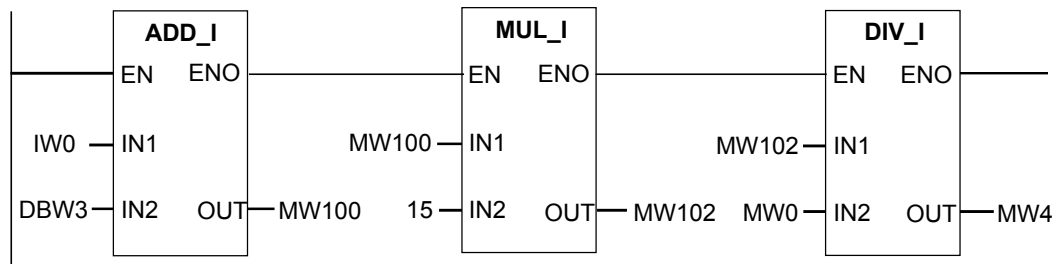 ADD_I MUL_I DIV_I
EN ENO EN ENO EN ENO
IW0 IN1 MW100 IN1 MW102 IN1
DBW3 IN2 OUT MW100 15 IN2 OUT MW102 MW0 IN2 OUT MW4